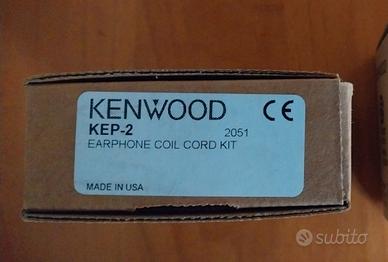 KENWOOD CE
KEP-2 2051
EARPHONE COIL CORD KIT
MADE IN USA
subito